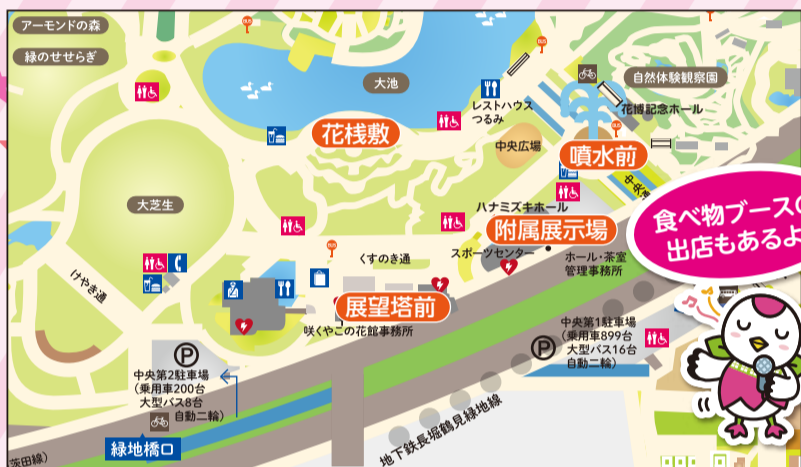 アーモンドの森
緑のせせらぎ
BUS
BUS
大池
レストハウス
つるみ
自然体験観察園
花博記念ホール
BUS
花桟敷
中央広場
噴水前
中央
大芝生
ハナミズキホール
附属展示場
食べ物ブースの
出店もあるよ
BUS
くすのき通
スポーツセンター
ホール・茶室
管理事務所
けやき通
展望塔前
咲くやこの花館事務所
P
中央第2駐車場
(乗用車200台
大型バス8台
自動二輪)
P
中央第1駐車場
(乗用車899台
大型バス16台
自動二輪)
緑地橋口
地下鉄長堀鶴見緑地線
茨田線)